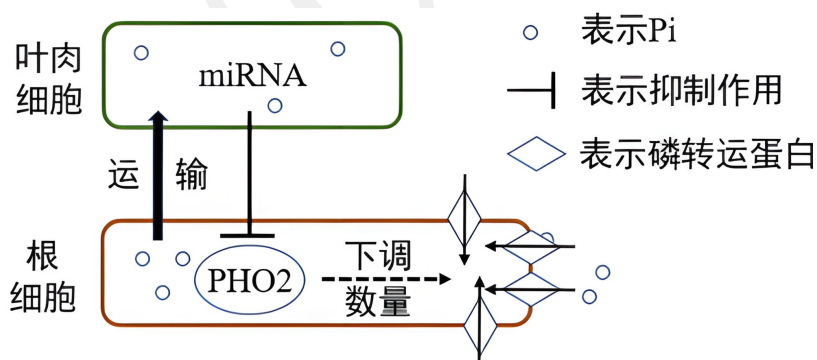 表示Pi
叶肉
细胞
miRNA
表示抑制作用
表示磷转运蛋白
运 输
根
细胞
PHO2
下调
数量